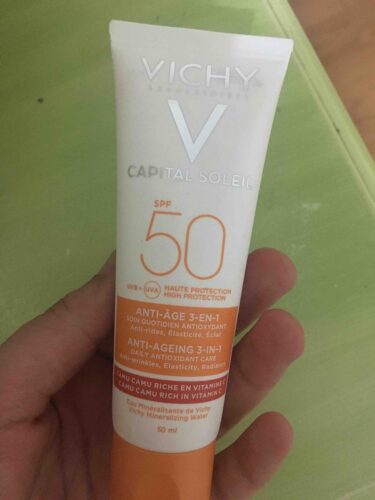 VICHY
LABORATOIRES
V
CAPITAL SOLEIL
SPF
50
UVB+ UVA
HAUTE PROTECTION
HIGH PROTECTION
ANTI-ÂGE 3-EN-1
SOIN QUOTIDIEN ANTIOXYDANT
Anti-rides, Élasticité, Éclat
ANTI-AGEING 3-IN-1
DAILY ANTIOXIDANT CARE
Anti-wrinkles, Elasticity, Radiance
CAMU CAMU RICHE EN VITAMINE C
CAMU CAMU RICH IN VITAMIN C
Eau Minéralisante de Vichy
Vichy Mineralizing Water
50 ml